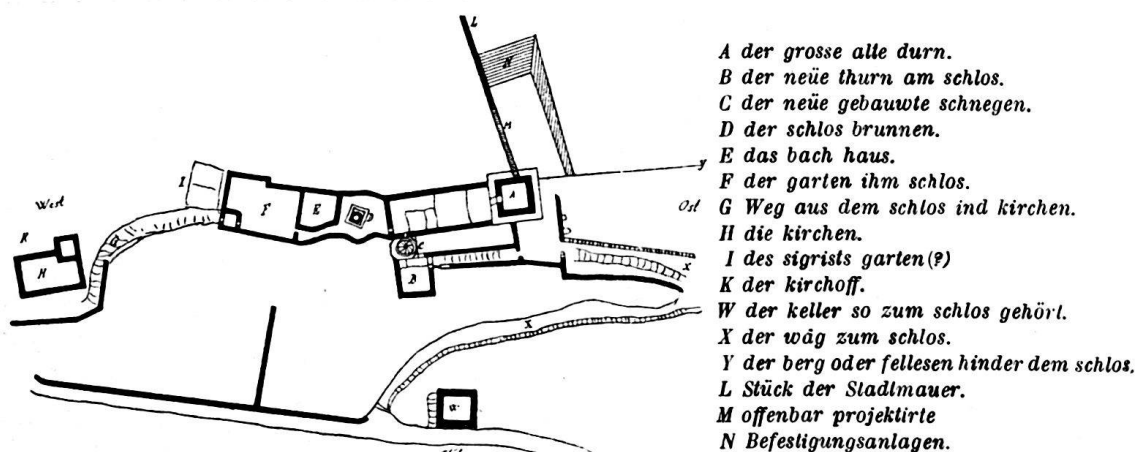 L
N
M
A der grosse alte durn.
B der neüe thurn am schlos.
C der neüe gebauwte schnegen.
D der schlos brunnen.
E das bach haus.
F der garten ihm schlos.
G Weg aus dem schlos ind kirchen.
H die kirchen.
I des sigrists garten (?)
K der kirchoff.
W der keller so zum schlos gehört.
X der wäg zum schlos.
Y der berg oder fellesen hinder dem schlos.
L Stück der Stadtmauer.
M offenbar projektirte
N Befestigungsanlagen.
y
I
A
F
E
D
West
Ost
K
C
H
B
X
X
W